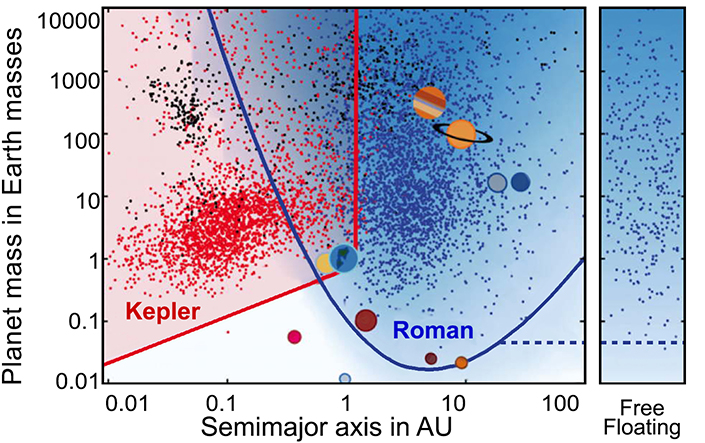 Planet mass in Earth masses
10000
1000
100
10
1
0.1
0.01
Kepler
Roman
0.01
0.1
1
10
100
Semimajor axis in AU
Free
Floating